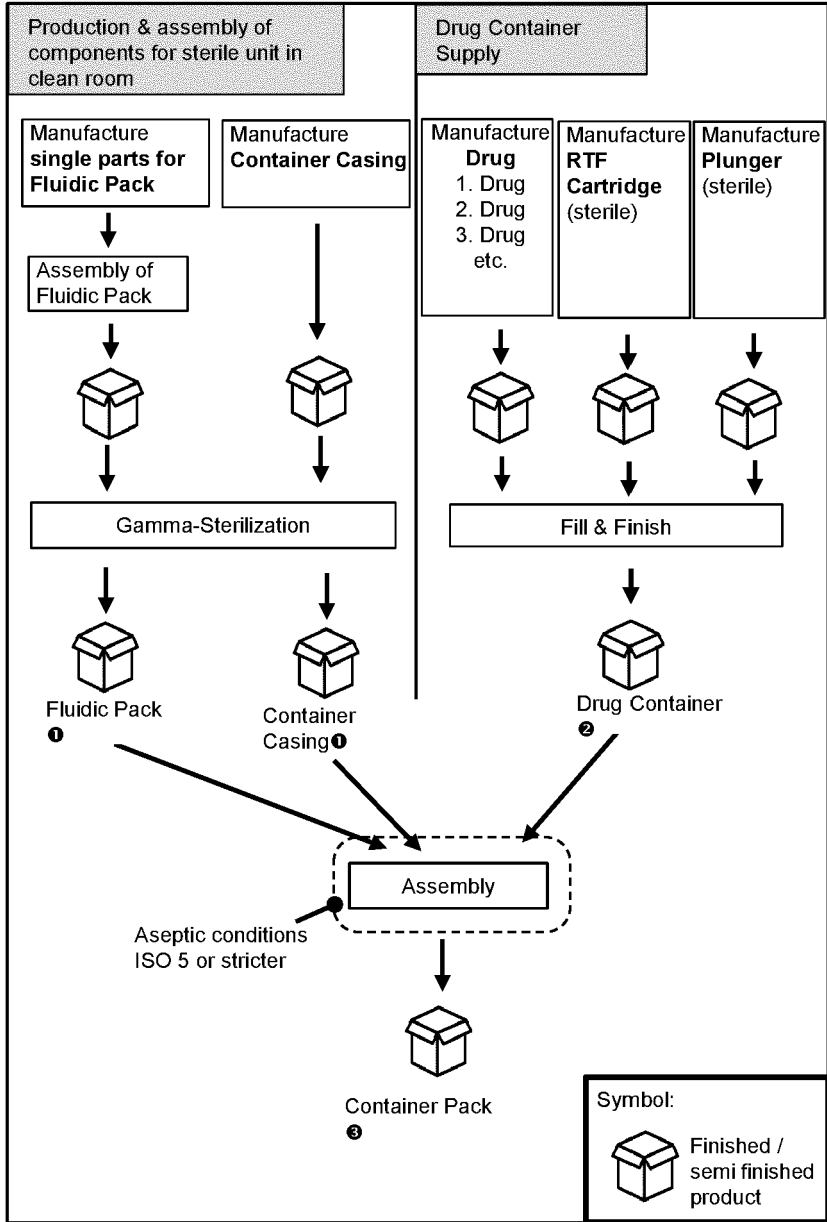 Production & assembly of
components for sterile unit in
clean room
Drug Container
Supply
Manufacture
single parts for
Fluidic Pack
Manufacture
Container Casing
Manufacture
Drug
1. Drug
2. Drug
3. Drug
etc.
Manufacture
RTF
Cartridge
(sterile)
Manufacture
Plunger
(sterile)
Assembly of
Fluidic Pack
Gamma-Sterilization
Fill & Finish
Fluidic Pack
❶
Container
Casing❶
Drug Container
❷
Assembly
Aseptic conditions
ISO 5 or stricter
Container Pack
❸
Symbol:
Finished /
semi finished
product